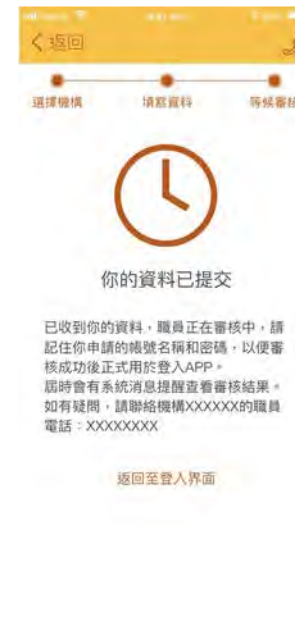 返回
選擇機構
填寫資料
等候審核
你的資料已提交
已收到你的資料，職員正在審核中，請
記住你申請的帳號名稱和密碼，以便審
核成功後正式用於登入APP。
屆時會有系統消息提醒查看審核結果。
如有疑問，請聯絡機構XXXXXX的職員
電話：XXXXXXXX
返回至登入界面